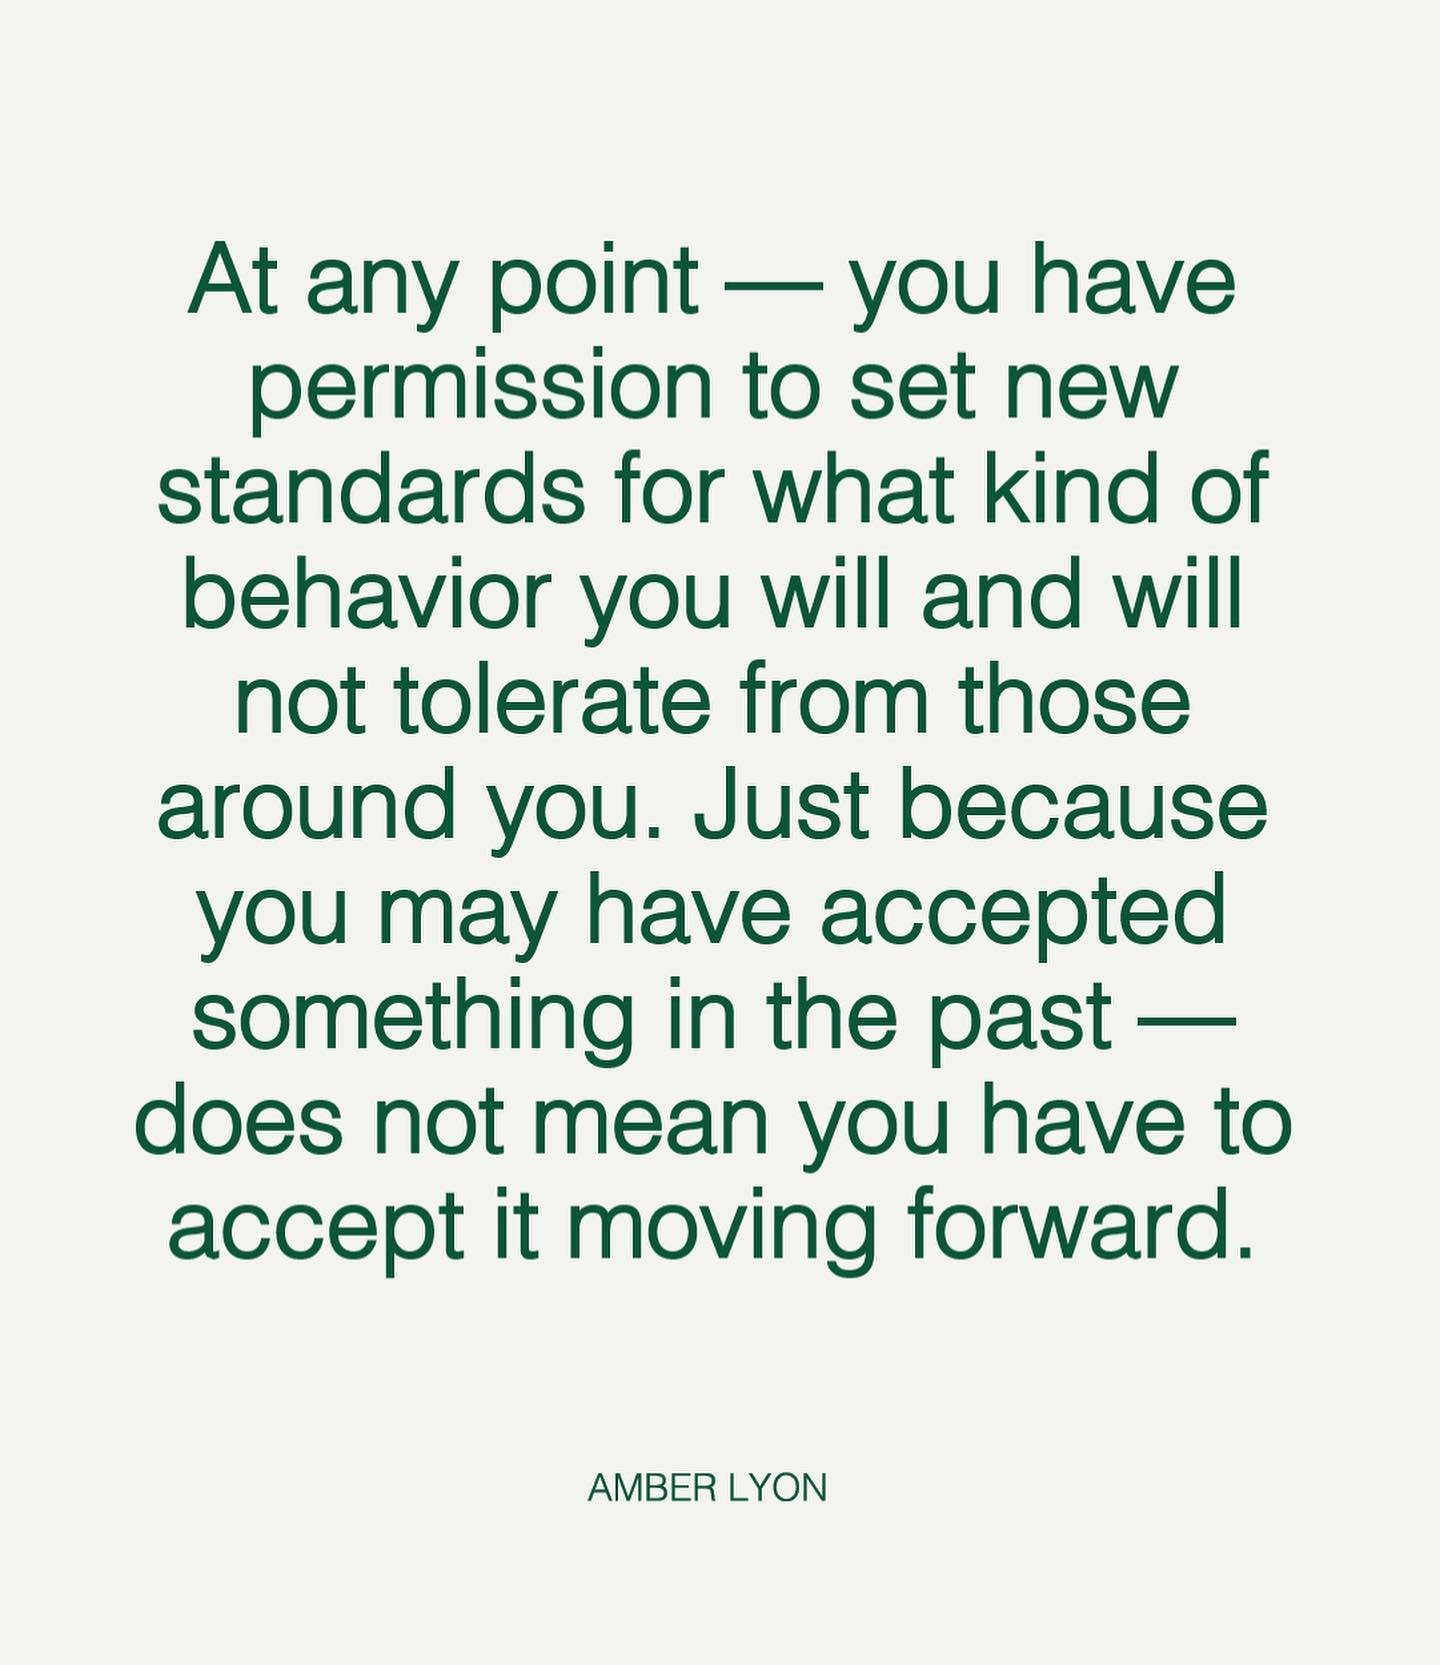 At any point — you have
permission to set new
standards for what kind of
behavior you will and will
not tolerate from those
around you. Just because
you may have accepted
something in the past —
does not mean you have to
accept it moving forward.
AMBER LYON